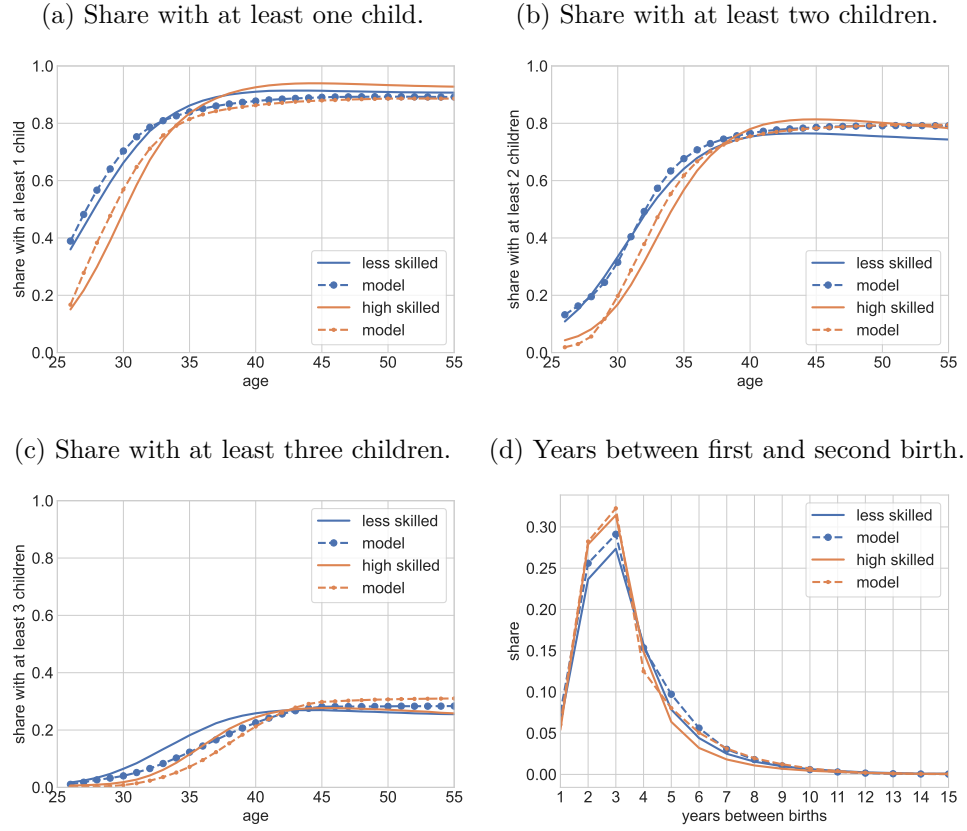 (a) Share with at least one child.
share with at least 1 child
1.0
0.8
0.6
0.4
0.2
0.0
25 30 35 40 45 50 55
age
less skilled
model
high skilled
model
(b) Share with at least two children.
share with at least 2 children
1.0
0.8
0.6
0.4
0.2
0.0
25 30 35 40 45 50 55
age
less skilled
model
high skilled
model
(c) Share with at least three children.
share with at least 3 children
1.0
0.8
0.6
0.4
0.2
0.0
25 30 35 40 45 50 55
age
less skilled
model
high skilled
model
(d) Years between first and second birth.
share
0.30
0.25
0.20
0.15
0.10
0.05
0.00
1 2 3 4 5 6 7 8 9 10 11 12 13 14 15
years between births
less skilled
model
high skilled
model